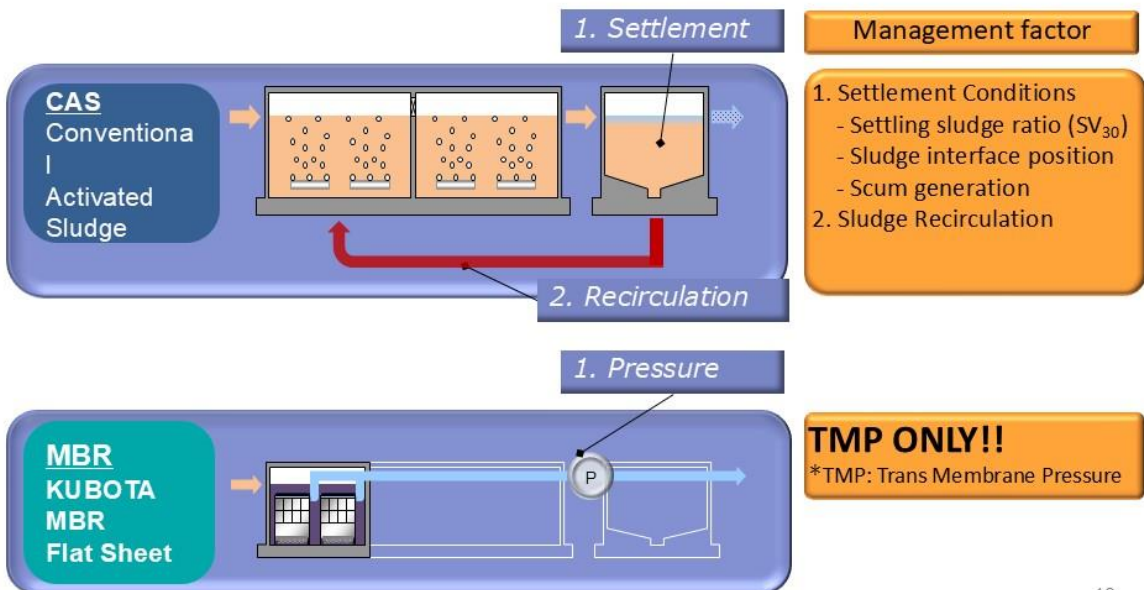 1. Settlement
Management factor
CAS
Conventiona
l
Activated
Sludge
1. Settlement Conditions
- Settling sludge ratio (SV30)
- Sludge interface position
- Scum generation
2. Sludge Recirculation
2. Recirculation
1. Pressure
MBR
KUBOTA
MBR
Flat Sheet
P
TMP ONLY!!
*TMP: Trans Membrane Pressure